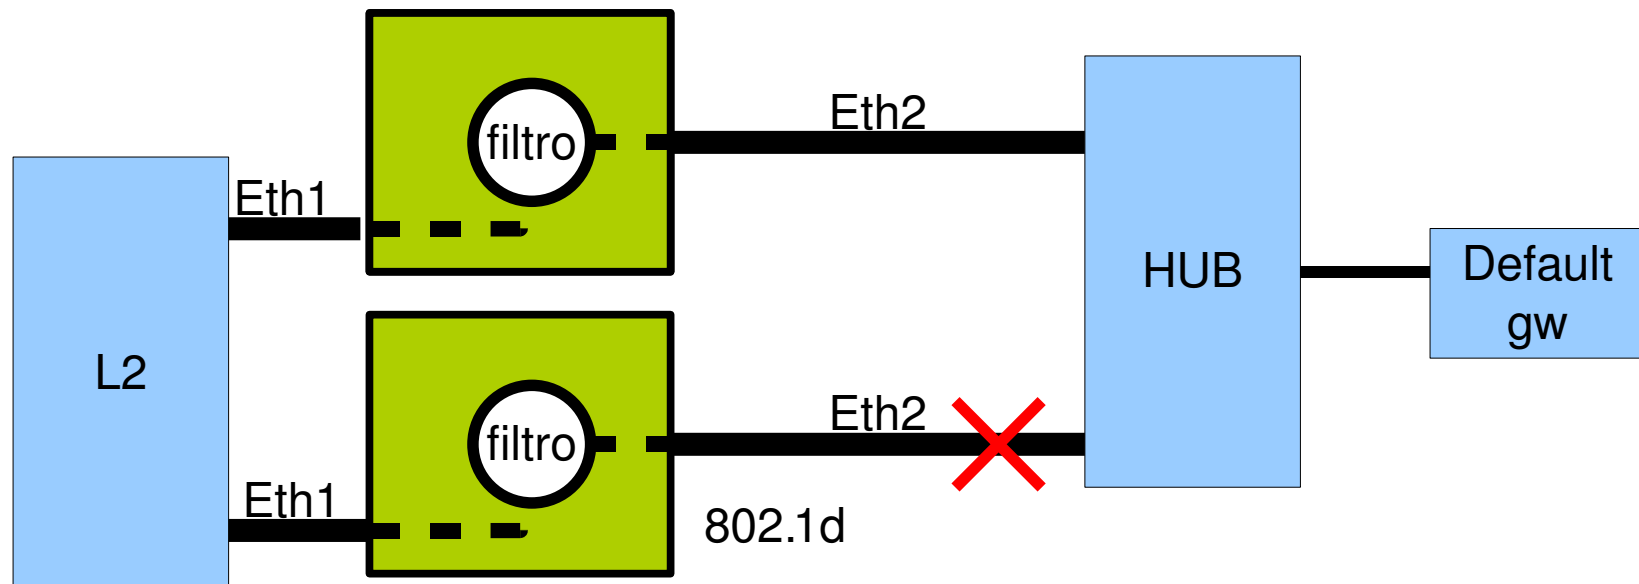 Eth2
filtro
Eth1
HUB
Default
gw
L2
Eth2
filtro
Eth1
802.1d